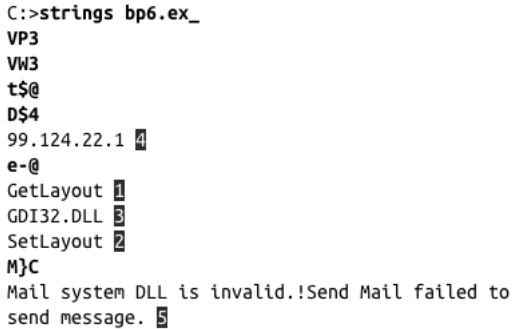 C:>strings bp6.ex_
VP3
VW3
t$@
D$4
99.124.22.1 4
e-@
GetLayout 1
GDI32.DLL 3
SetLayout 2
M}C
Mail system DLL is invalid.!Send Mail failed to
send message. 5